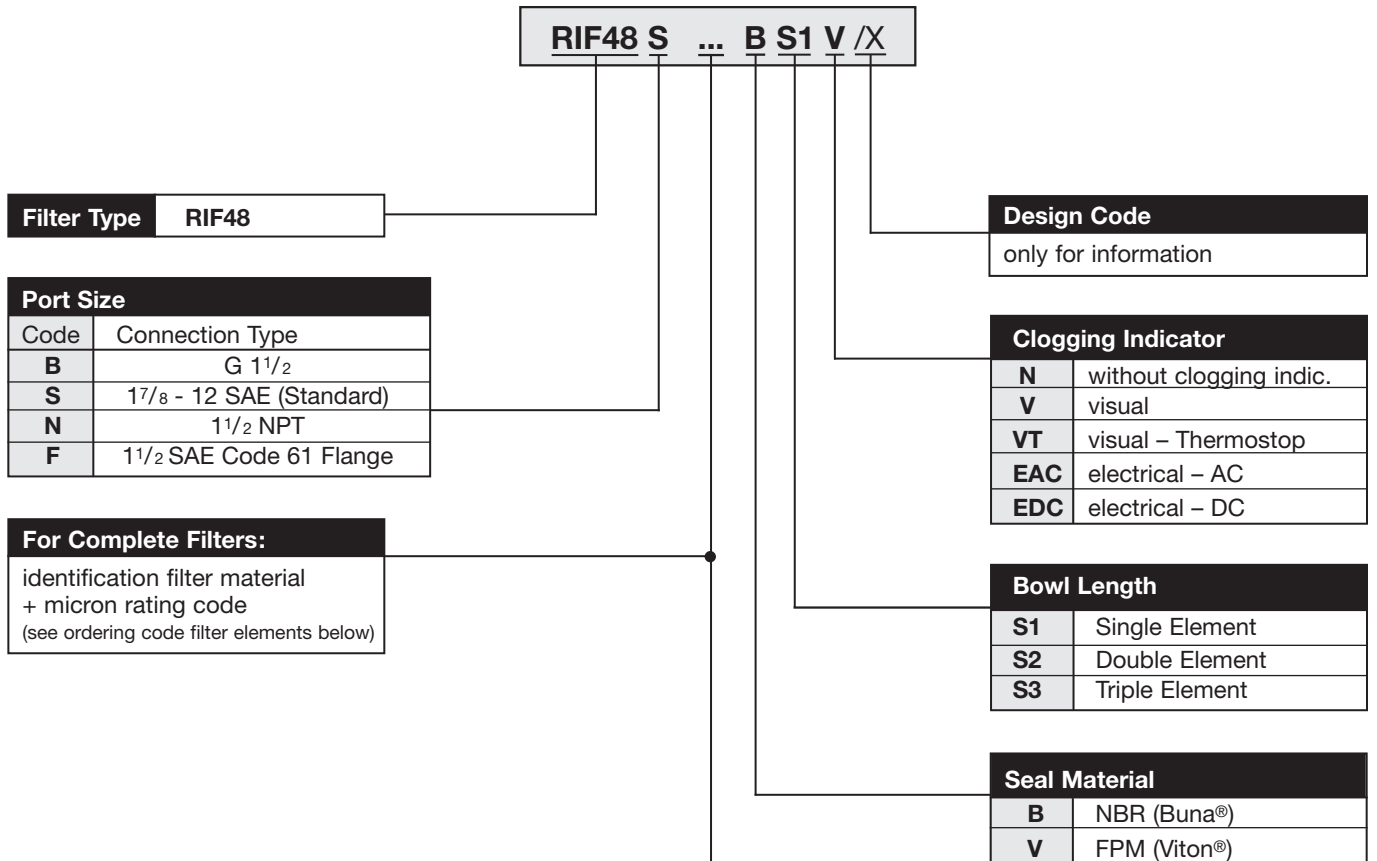 RIF48 S ... B S1 V /X
Filter Type RIF48
Port Size
Code Connection Type
B G 1 1/2
S 1 7/8 - 12 SAE (Standard)
N 1 1/2 NPT
F 1 1/2 SAE Code 61 Flange
For Complete Filters:
identification filter material
+ micron rating code
(see ordering code filter elements below)
Design Code
only for information
Clogging Indicator
N without clogging indic.
V visual
VT visual – Thermostop
EAC electrical – AC
EDC electrical – DC
Bowl Length
S1 Single Element
S2 Double Element
S3 Triple Element
Seal Material
B NBR (Buna®)
V FPM (Viton®)